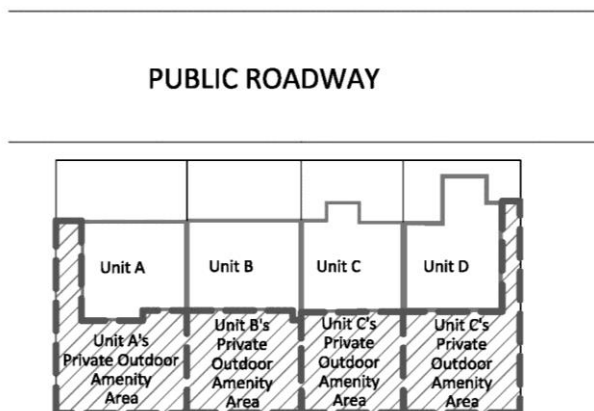 PUBLIC ROADWAY
Unit A
Unit B
Unit C
Unit D
Unit A's
Private Outdoor
Amenity
Area
Unit B's
Private
Outdoor
Amenity
Area
Unit C's
Private
Outdoor
Amenity
Area
Unit C's
Private
Outdoor
Amenity
Area